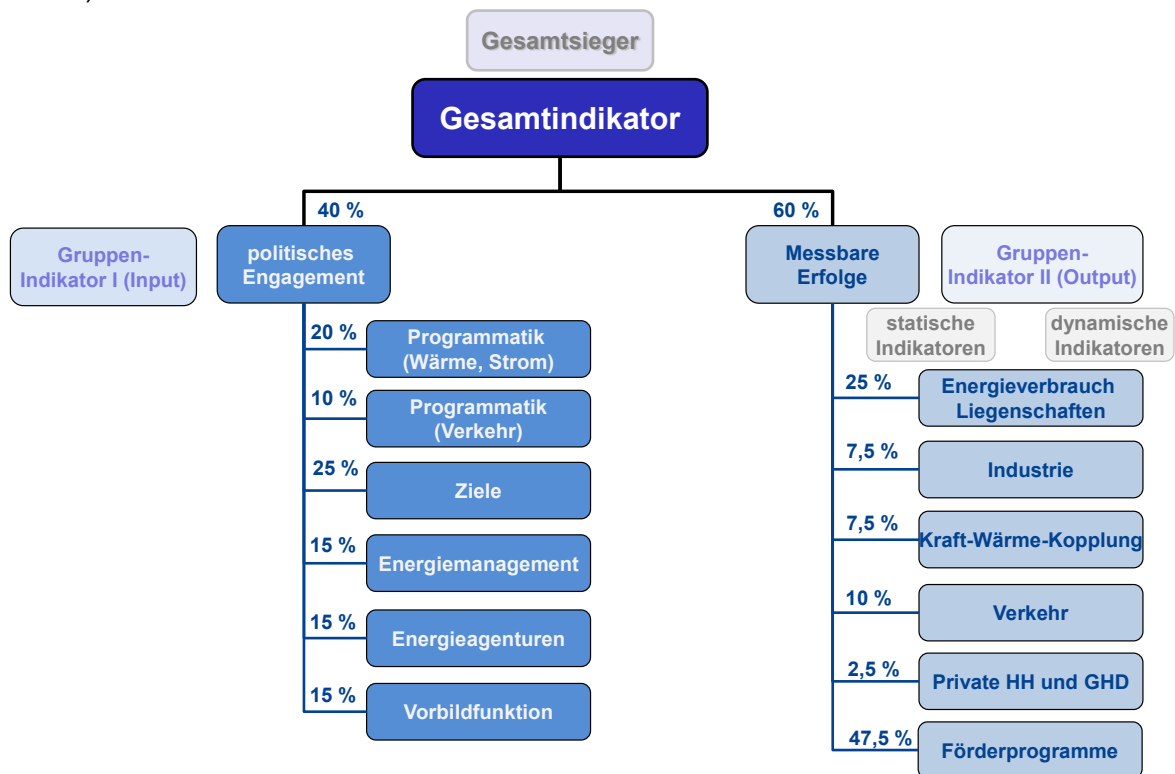 Gesamtsieger
Gesamtindikator
40 %
60 %
Gruppen-
Indikator I (Input)
politisches
Engagement
Messbare
Erfolge
Gruppen-
Indikator II (Output)
statische
Indikatoren
dynamische
Indikatoren
20 %
Programmatik
(Wärme, Strom)
10 %
Programmatik
(Verkehr)
25 %
Ziele
15 %
Energiemanagement
15 %
Energieagenturen
15 %
Vorbildfunktion
25 %
Energieverbrauch
Liegenschaften
7,5 %
Industrie
7,5 %
Kraft-Wärme-Kopplung
10 %
Verkehr
2,5 %
Private HH und GHD
47,5 %
Förderprogramme